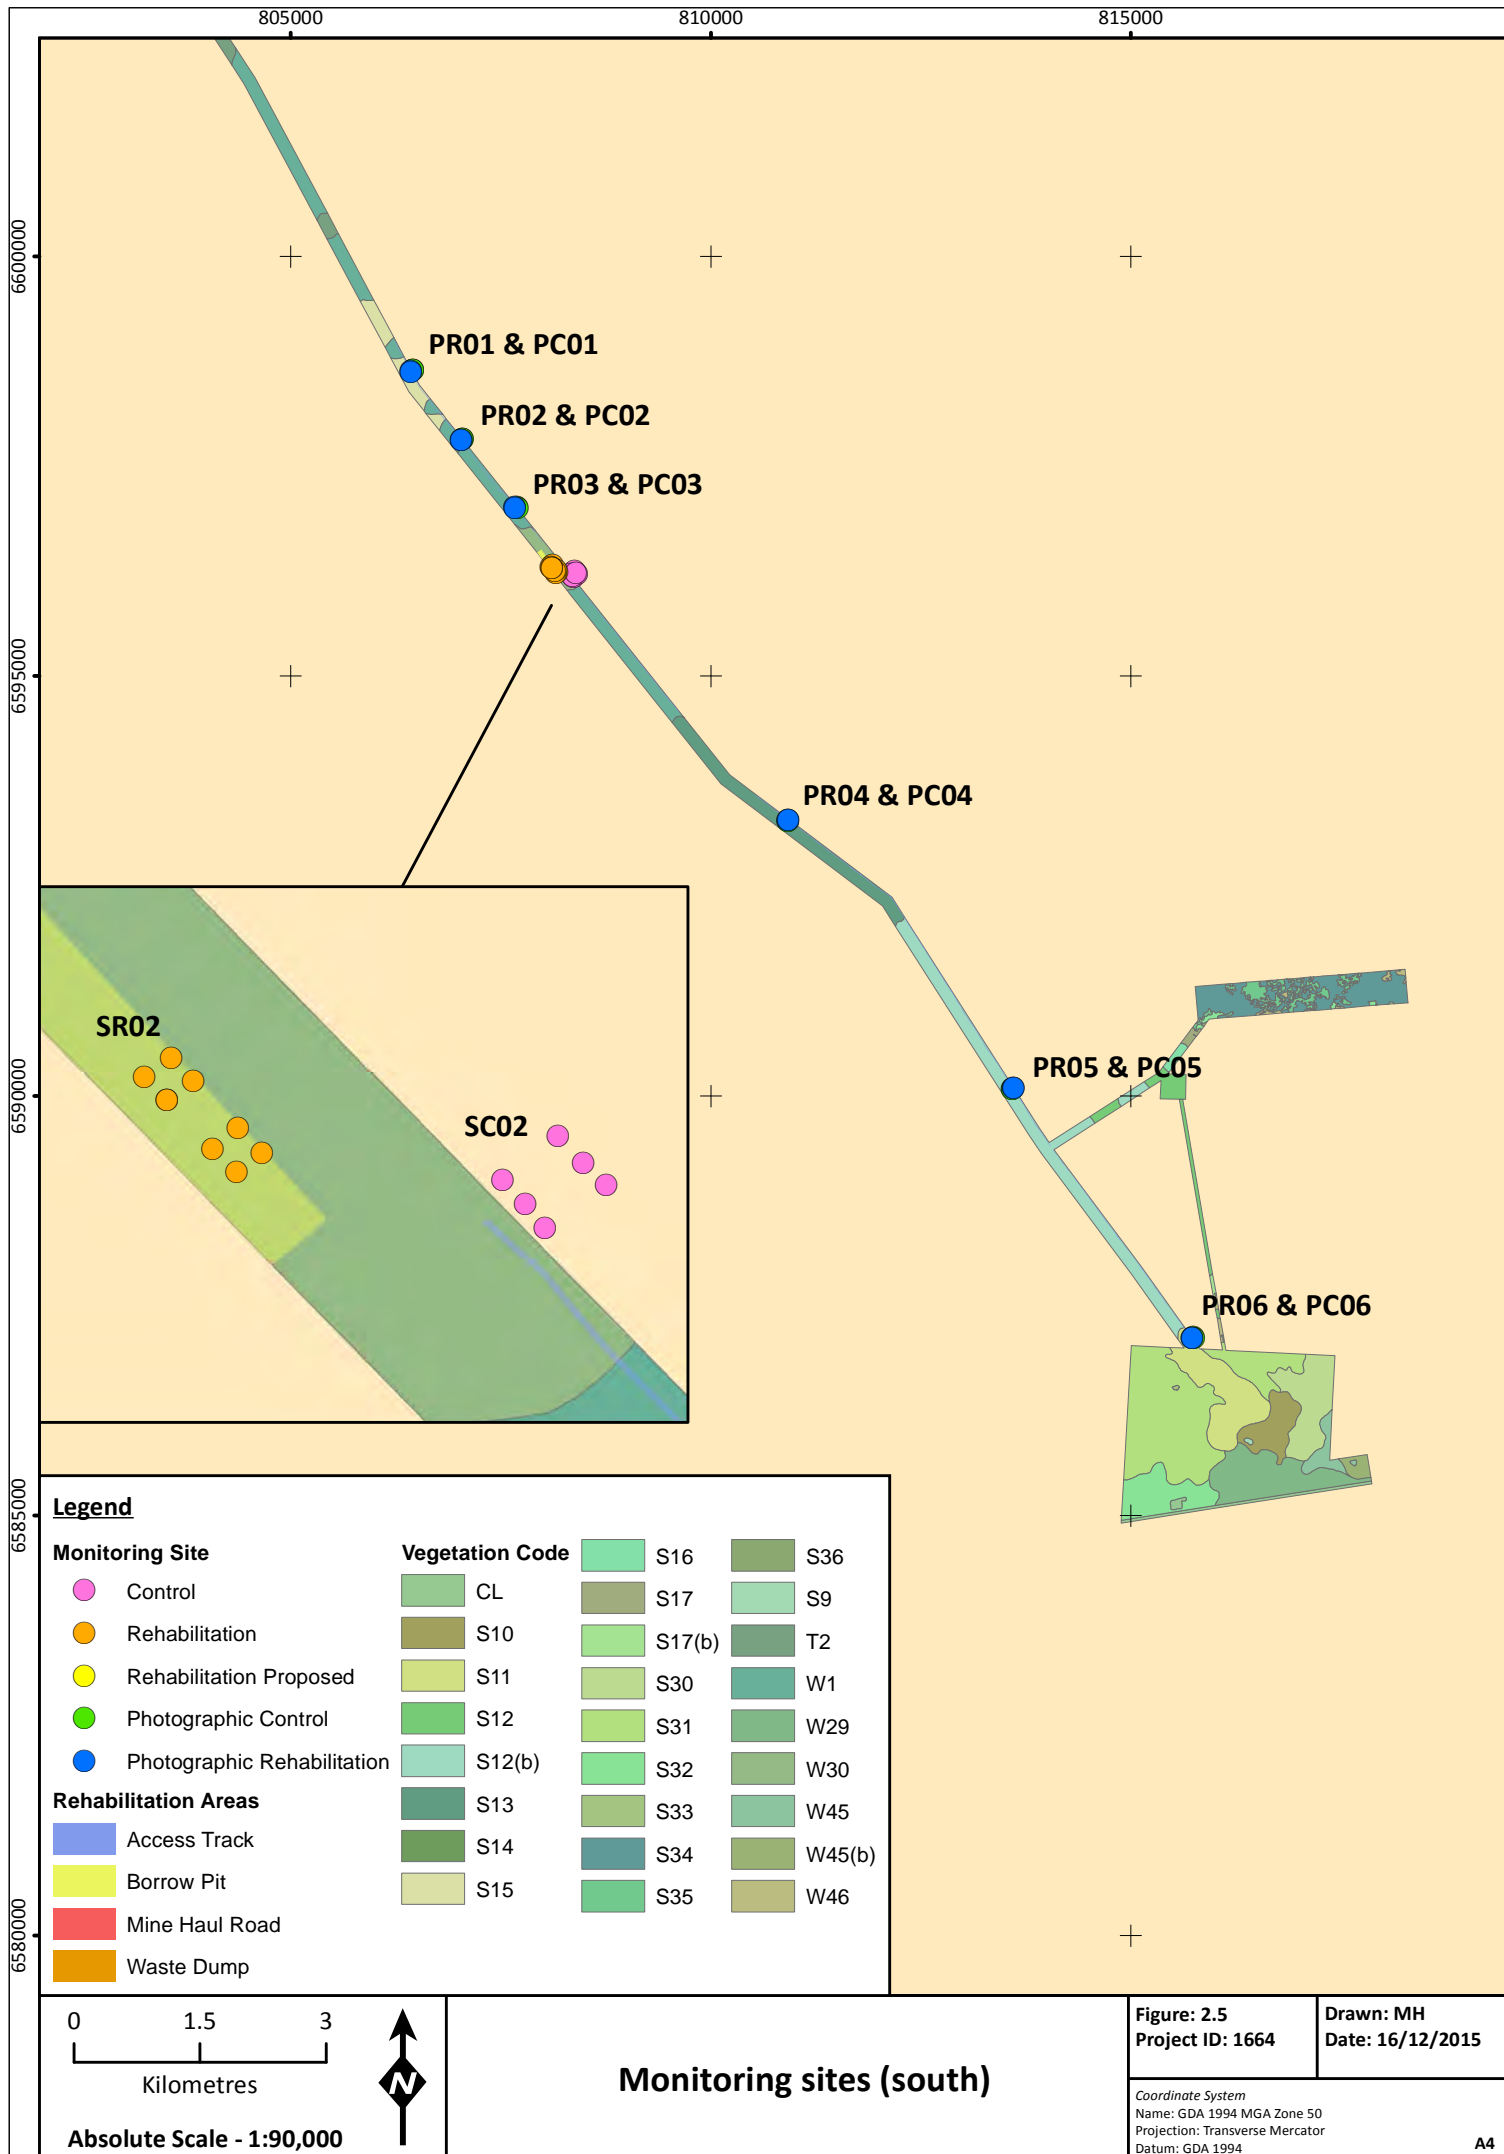 805000
810000
815000
6600000
6595000
6590000
6585000
6580000
PR01 & PC01
PR02 & PC02
PR03 & PC03
PR04 & PC04
PR05 & PC05
PR06 & PC06
SR02
SC02
Legend
Monitoring Site
Control
Rehabilitation
Rehabilitation Proposed
Photographic Control
Photographic Rehabilitation
Rehabilitation Areas
Access Track
Borrow Pit
Mine Haul Road
Waste Dump
Vegetation Code
CL
S10
S11
S12
S12(b)
S13
S14
S15
S16
S17
S17(b)
S30
S31
S32
S33
S34
S35
S36
S9
T2
W1
W29
W30
W45
W45(b)
W46
0 1.5 3
Kilometres
Absolute Scale - 1:90,000
N
Monitoring sites (south)
Figure: 2.5
Project ID: 1664
Drawn: MH
Date: 16/12/2015
Coordinate System
Name: GDA 1994 MGA Zone 50
Projection: Transverse Mercator
Datum: GDA 1994
A4